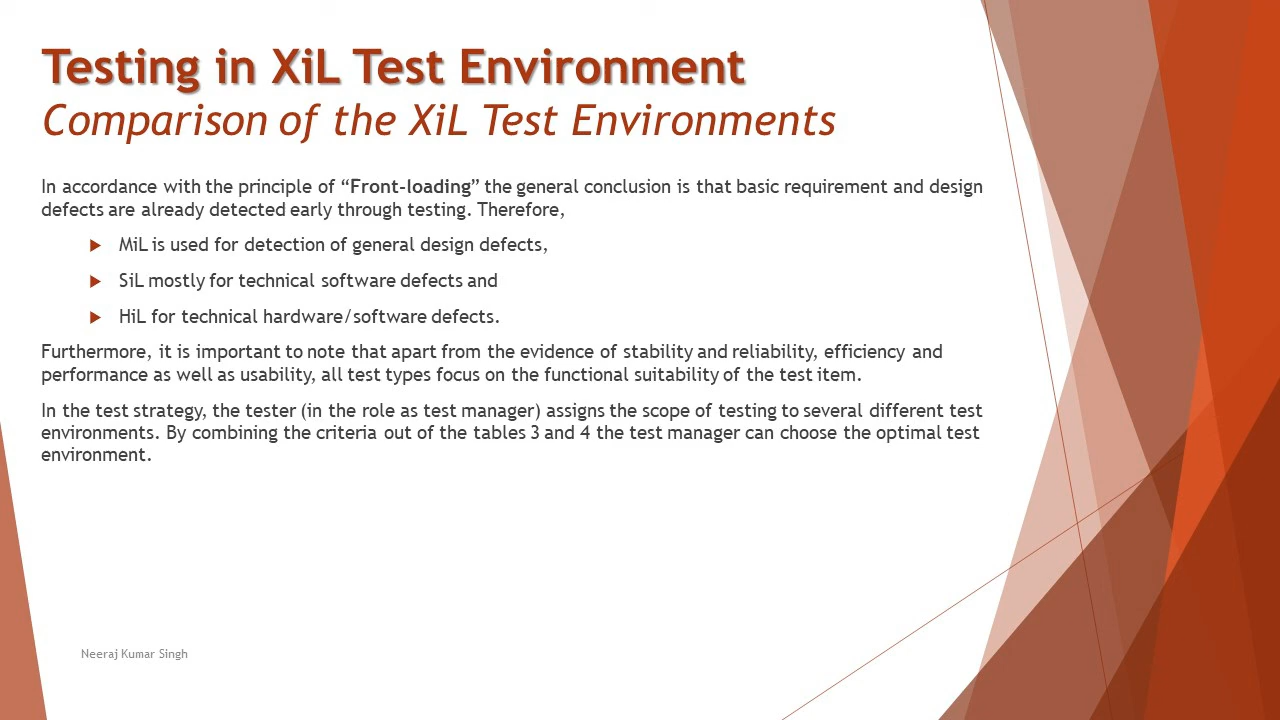 Testing in XiL Test Environment
Comparison of the XiL Test Environments
In accordance with the principle of “Front-loading” the general conclusion is that basic requirement and design
defects are already detected early through testing. Therefore,
MiL is used for detection of general design defects,
SiL mostly for technical software defects and
HiL for technical hardware/software defects.
Furthermore, it is important to note that apart from the evidence of stability and reliability, efficiency and
performance as well as usability, all test types focus on the functional suitability of the test item.
In the test strategy, the tester (in the role as test manager) assigns the scope of testing to several different test
environments. By combining the criteria out of the tables 3 and 4 the test manager can choose the optimal test
environment.
Neeraj Kumar Singh